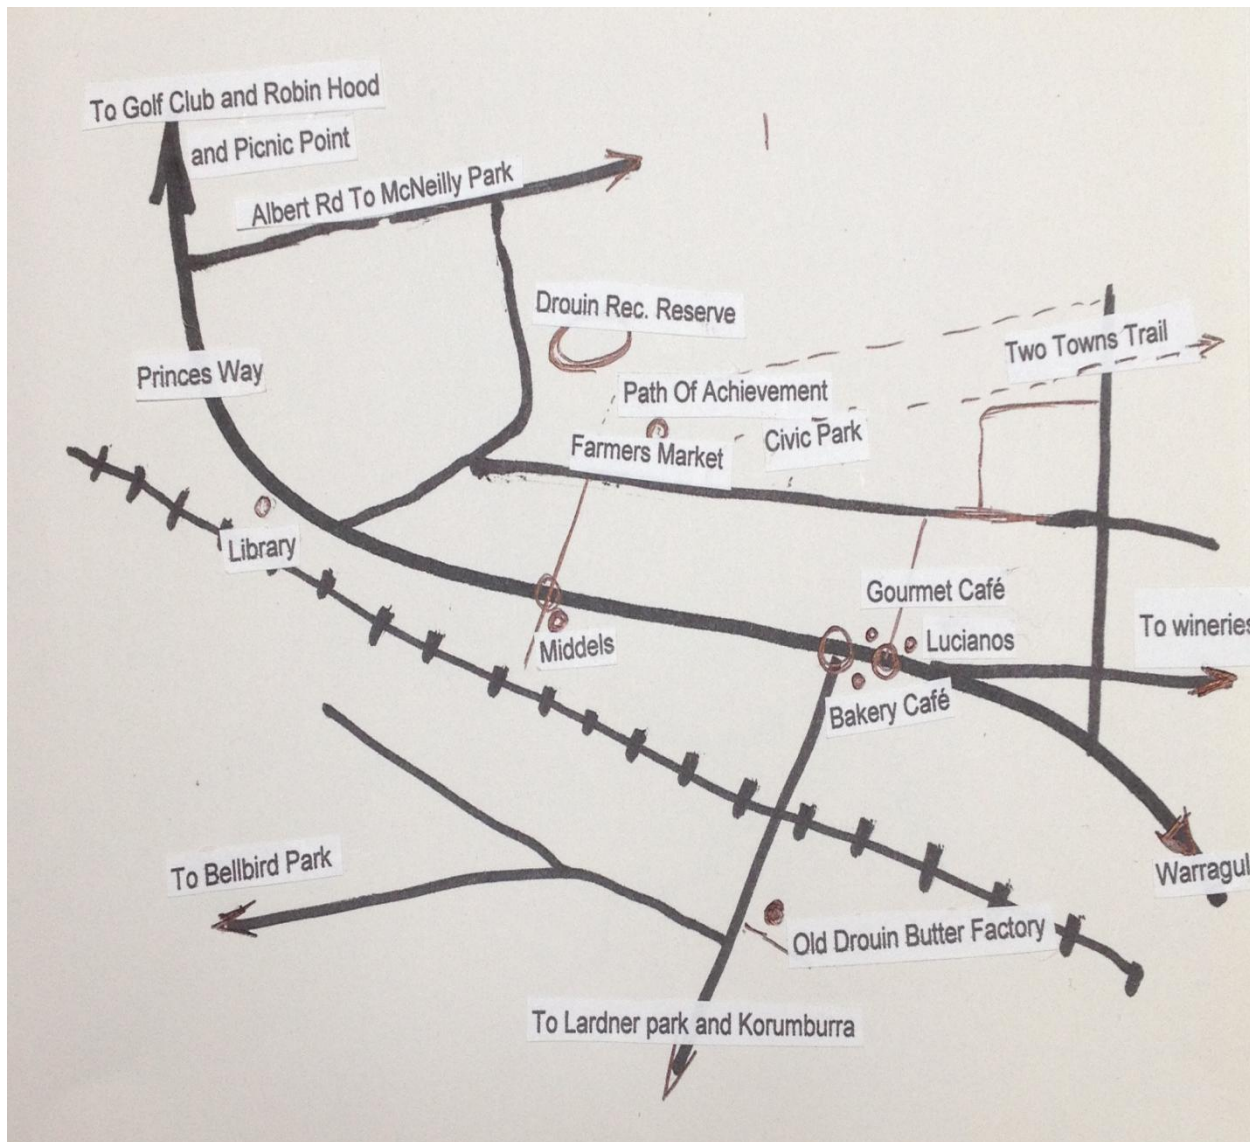 To Golf Club and Robin Hood
and Picnic Point
Albert Rd To McNeilly Park
Drouin Rec. Reserve
Two Towns Trail
Princes Way
Path Of Achievement
Civic Park
Farmers Market
Library
Gourmet Café
To wineries
Lucianos
Middels
Bakery Café
To Bellbird Park
Warragul
Old Drouin Butter Factory
To Lardner park and Korumburra